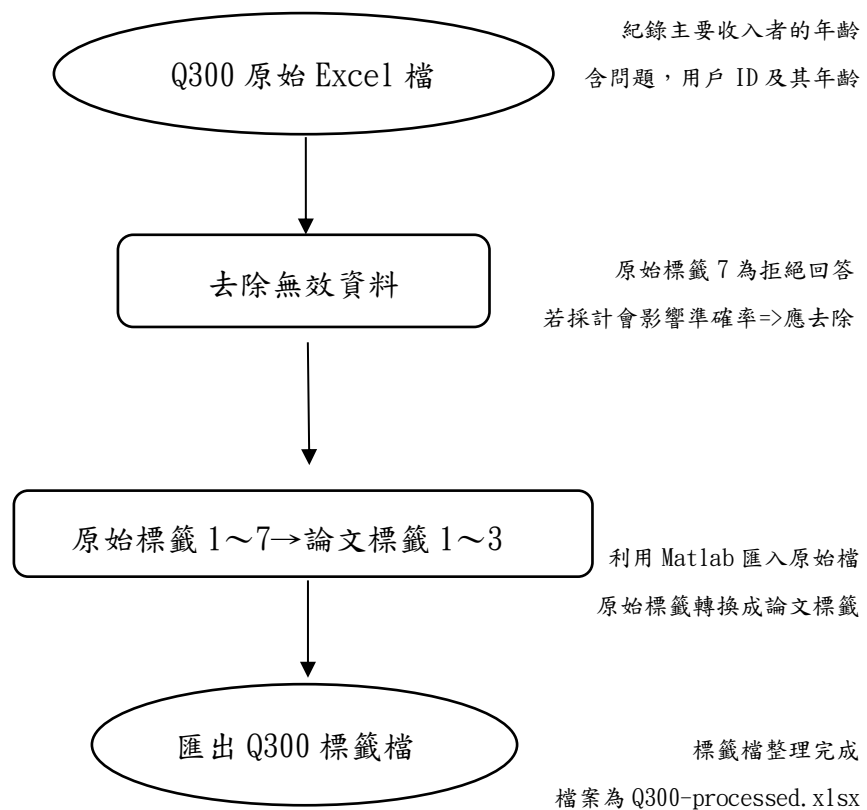 紀錄主要收入者的年齡
Q300 原始 Excel 檔
含問題，用戶 ID 及其年齡
原始標籤 7 為拒絕回答
去除無效資料
若採計會影響準確率=>應去除
原始標籤 1～7→論文標籤 1～3
利用 Matlab 匯入原始檔
原始標籤轉換成論文標籤
匯出 Q300 標籤檔
標籤檔整理完成
檔案為 Q300-processed.xlsx